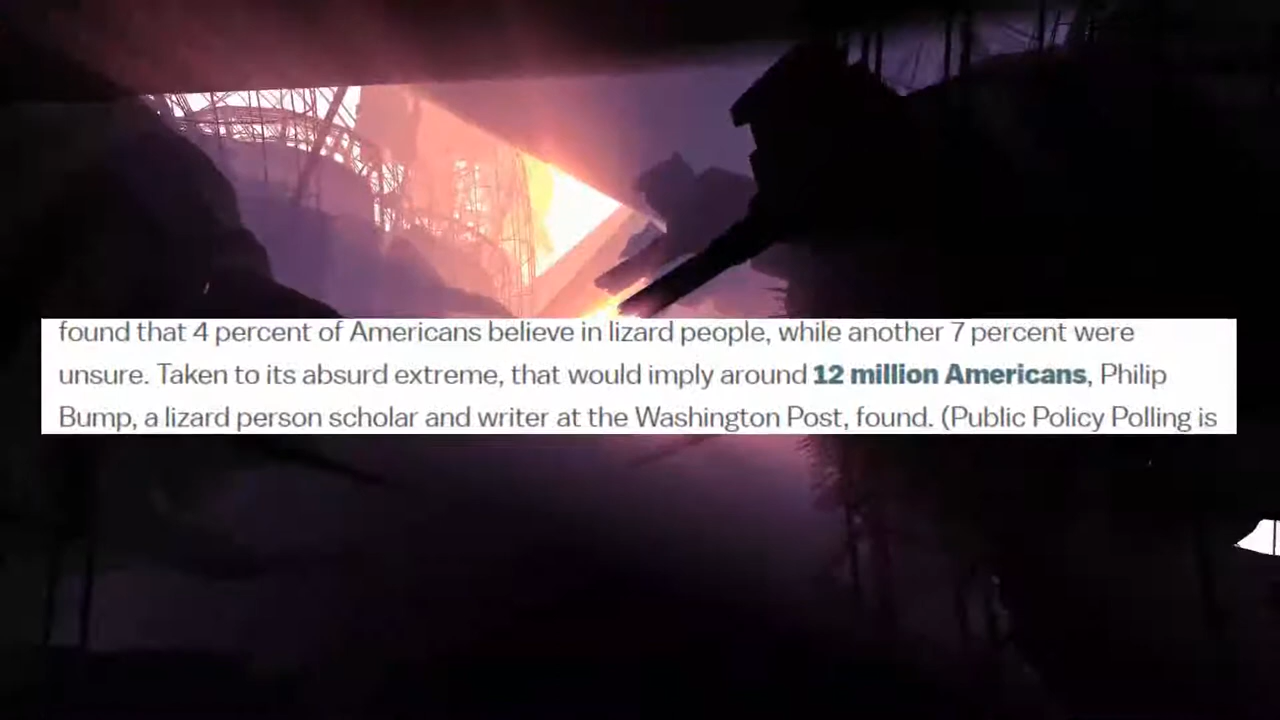 found that 4 percent of Americans believe in lizard people, while another 7 percent were
unsure. Taken to its absurd extreme, that would imply around 12 million Americans, Philip
Bump, a lizard person scholar and writer at the Washington Post, found. (Public Policy Polling is